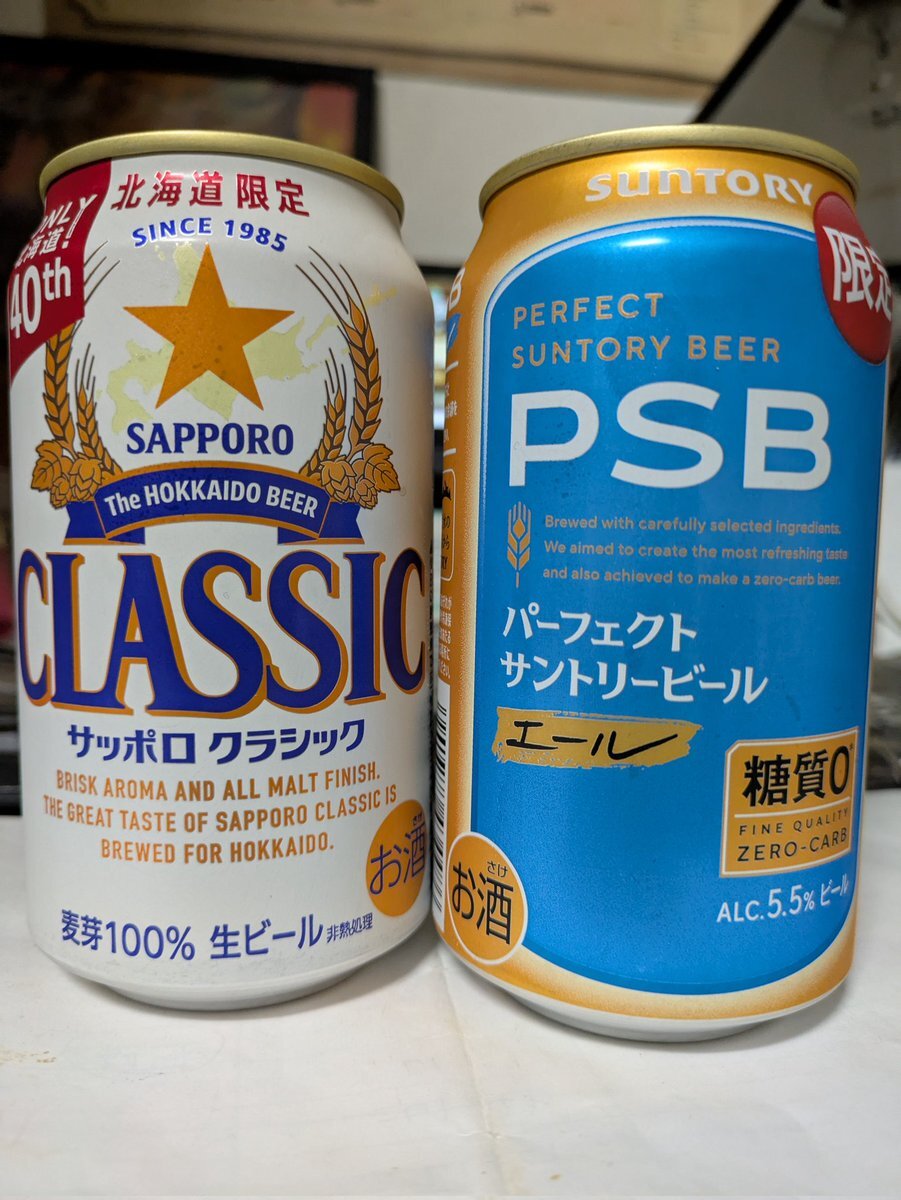 ONLY
北海道!
40th
北海道 限定
SINCE 1985
SAPPORO
The HOKKAIDO BEER
CLASSIC
サッポロ クラシック
BRISK AROMA AND ALL MALT FINISH.
THE GREAT TASTE OF SAPPORO CLASSIC IS
BREWED FOR HOKKAIDO.
さけ
お酒
麦芽100% 生ビール 非熱処理
SUNTORY
限定
PERFECT
SUNTORY BEER
PSB
Brewed with carefully selected ingredients.
We aimed to create the most refreshing taste
and also achieved to make a zero-carb beer.
パーフェクト
サントリービール
エール
糖質0※
FINE QUALITY
ZERO-CARB
さけ
お酒
ALC.5.5% ビール